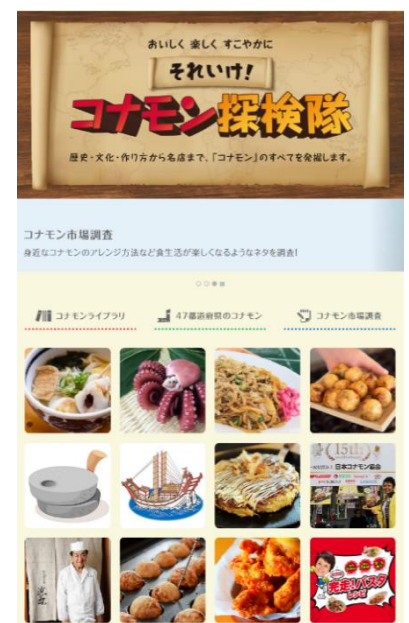 おいしく 楽しく すこやかに
それいけ!
コナモン探検隊
歴史・文化・作り方から名店まで、「コナモン」のすべてを発掘します。
コナモン市場調査
身近なコナモンのアレンジ方法など食生活が楽しくなるようなネタを調査!
コナモンライブラリ
47都道府県のコナモン
コナモン市場調査
15th
日本コナモン協会
完走!パスタ
レシピ